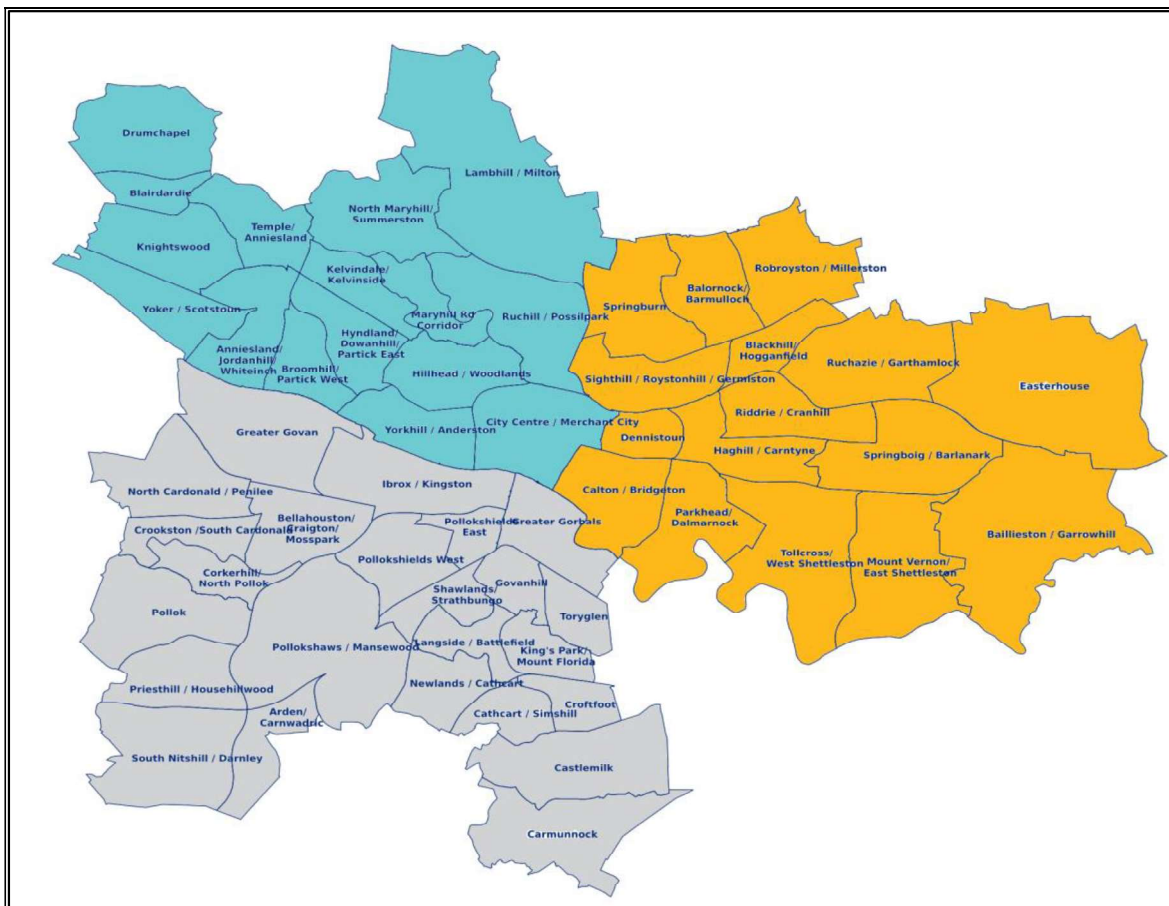 Drumchapel
Blairdardie
Knightswood
Temple/
Anniesland
North Maryhill/
Summerston
Lambhill / Milton
Kelvindale/
Kelvinside
Yoker / Scotstoun
Maryhill Rd
Corridor
Ruchill / Possilpark
Hyndland/
Dowanhill/
Partick East
Anniesland/
Jordanhill/
Whiteinch
Broomhill/
Partick West
Hillhead / Woodlands
Yorkhill / Anderston
City Centre / Merchant City
Robroyston / Millerston
Balornock/
Barmulloch
Springburn
Blackhill/
Hogganfield
Ruchazie / Garthamlock
Sighthill / Roystonhill / Germiston
Easterhouse
Riddrie / Cranhill
Dennistoun
Haghill / Carntyne
Springboig / Barlanark
Calton / Bridgeton
Parkhead/
Dalmarnock
Tollcross/
West Shettleston
Mount Vernon/
East Shettleston
Baillieston / Garrowhill
Greater Govan
Ibrox / Kingston
North Cardonald / Penilee
Crookston /South Cardonald
Bellahouston/
Craigton/
Mosspark
Pollokshields
East
Greater Gorbals
Pollokshields West
Corkerhill/
North Pollok
Pollok
Shawlands/
Strathbungo
Govanhill
Toryglen
Pollokshaws / Mansewood
Langside / Battlefield
King's Park/
Mount Florida
Priesthill / Househillwood
Newlands / Cathcart
Arden/
Carnwadric
Cathcart / Simshill
Croftfoot
South Nitshill / Darnley
Castlemilk
Carmunnock